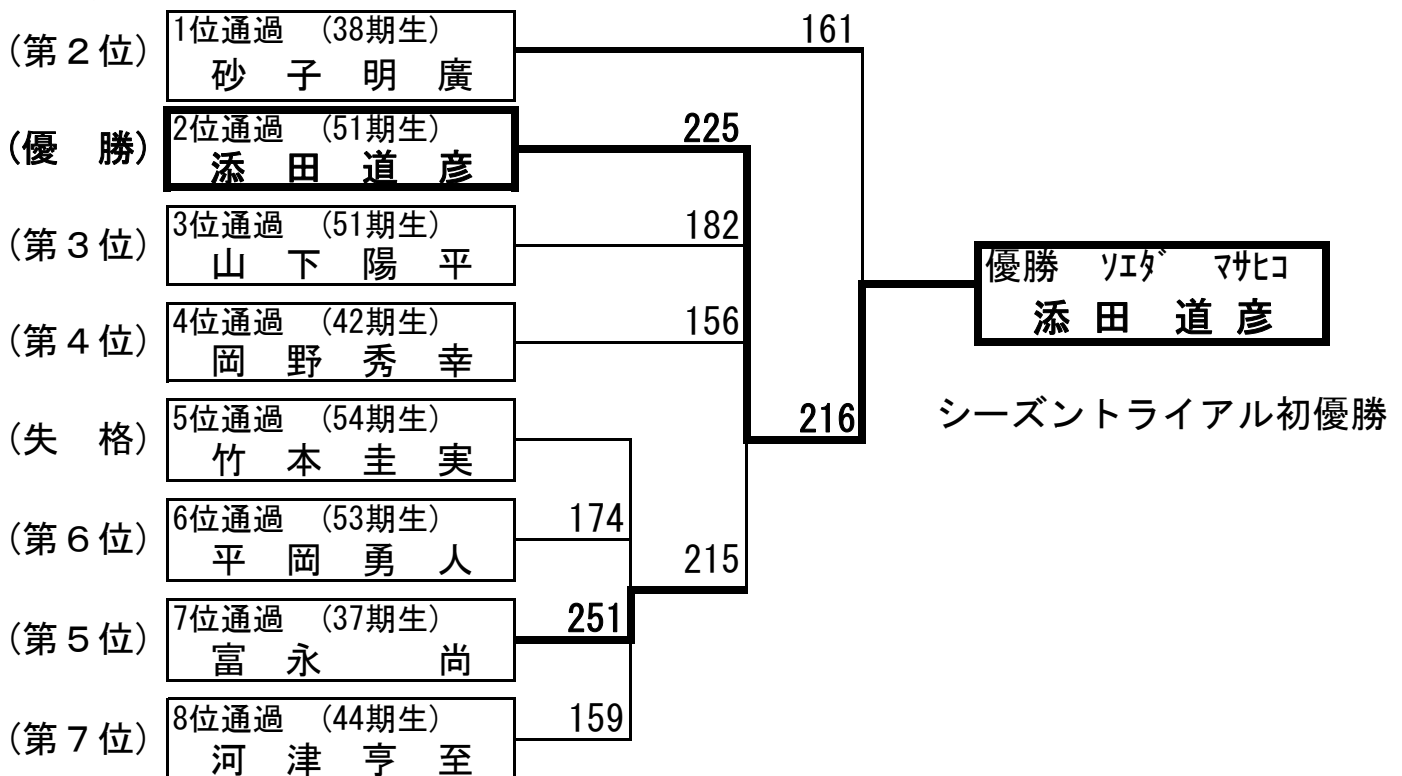 (第２位)
1位通過 (38期生)
砂 子 明 廣
161
(優 勝)
2位通過 (51期生)
添 田 道 彦
225
(第３位)
3位通過 (51期生)
山 下 陽 平
182
(第４位)
4位通過 (42期生)
岡 野 秀 幸
156
(失 格)
5位通過 (54期生)
竹 本 圭 実
(第６位)
6位通過 (53期生)
平 岡 勇 人
174
(第５位)
7位通過 (37期生)
富 永 尚
251
(第７位)
8位通過 (44期生)
河 津 亨 至
159
215
216
優勝 ｿｴﾀﾞ ﾏｻﾋｺ
添 田 道 彦
シーズントライアル初優勝